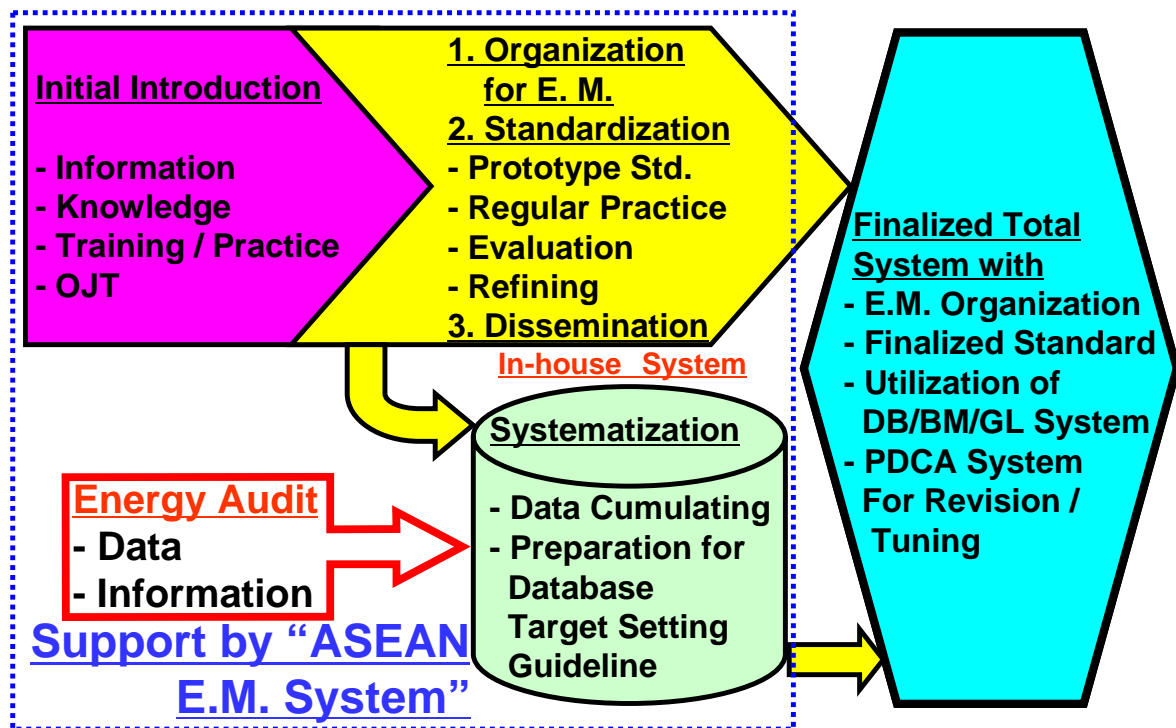 Initial Introduction
- Information
- Knowledge
- Training / Practice
- OJT
1. Organization
for E. M.
2. Standardization
- Prototype Std.
- Regular Practice
- Evaluation
- Refining
3. Dissemination
In-house System
Systematization
- Data Cumulating
- Preparation for
Database
Target Setting
Guideline
Energy Audit
- Data
- Information
Support by “ASEAN
E.M. System”
Finalized Total
System with
- E.M. Organization
- Finalized Standard
- Utilization of
DB/BM/GL System
- PDCA System
For Revision /
Tuning